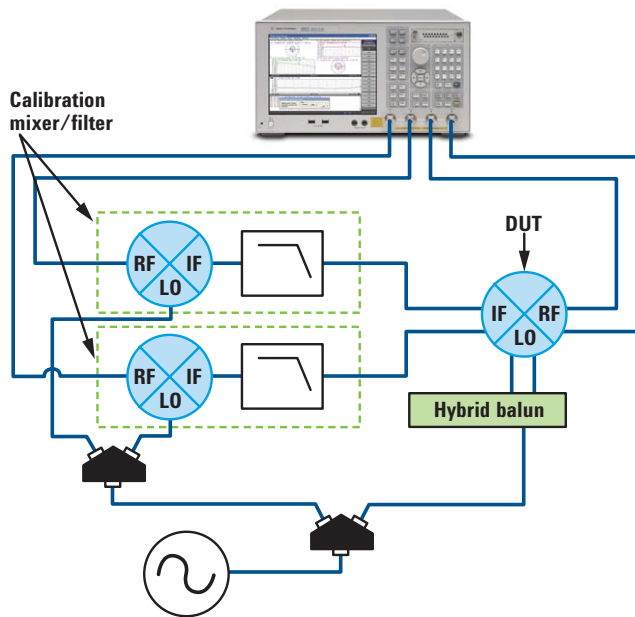 Calibration
mixer/filter
RF
IF
LO
RF
IF
LO
DUT
IF
RF
LO
Hybrid balun